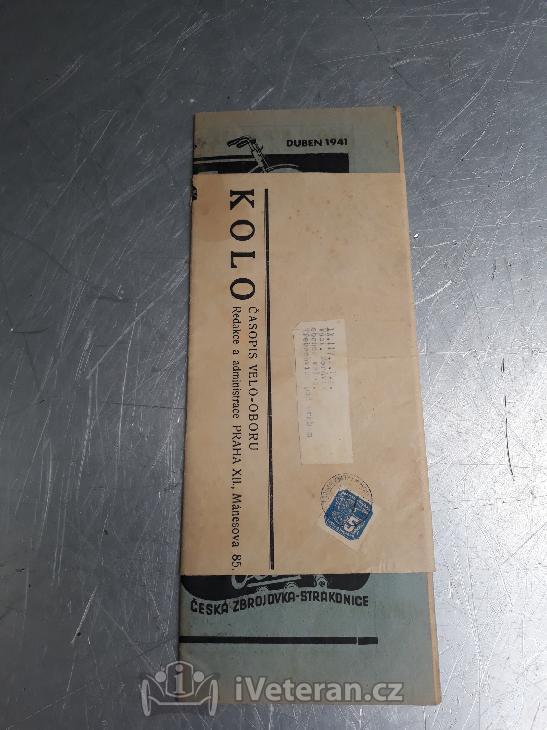 DUBEN 1941
KOLO
ČASOPIS VELO-OBORU
Redakce a administrace PRAHA XII., Mánesova 85.
ČESKÁ ZBROJOVKA-STRAKONICE
iVeteran.cz